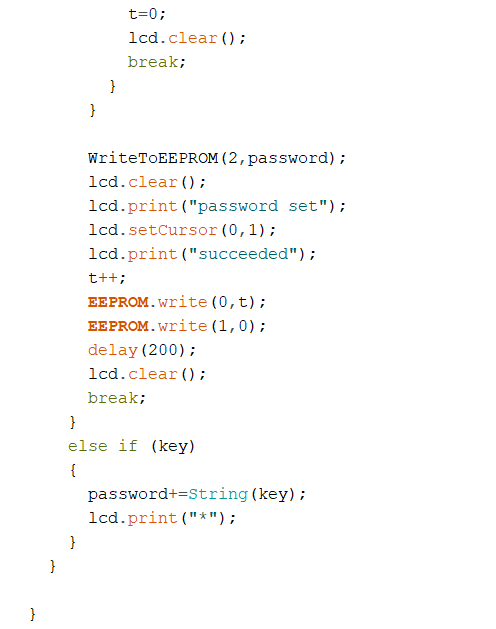 t=0;
lcd.clear();
break;
}
}
WriteToEEPROM(2,password);
lcd.clear();
lcd.print("password set");
lcd.setCursor(0,1);
lcd.print("succeeded");
t++;
EEPROM.write(0,t);
EEPROM.write(1,0);
delay(200);
lcd.clear();
break;
}
else if (key)
{
password+=String(key);
lcd.print("*");
}
}
}